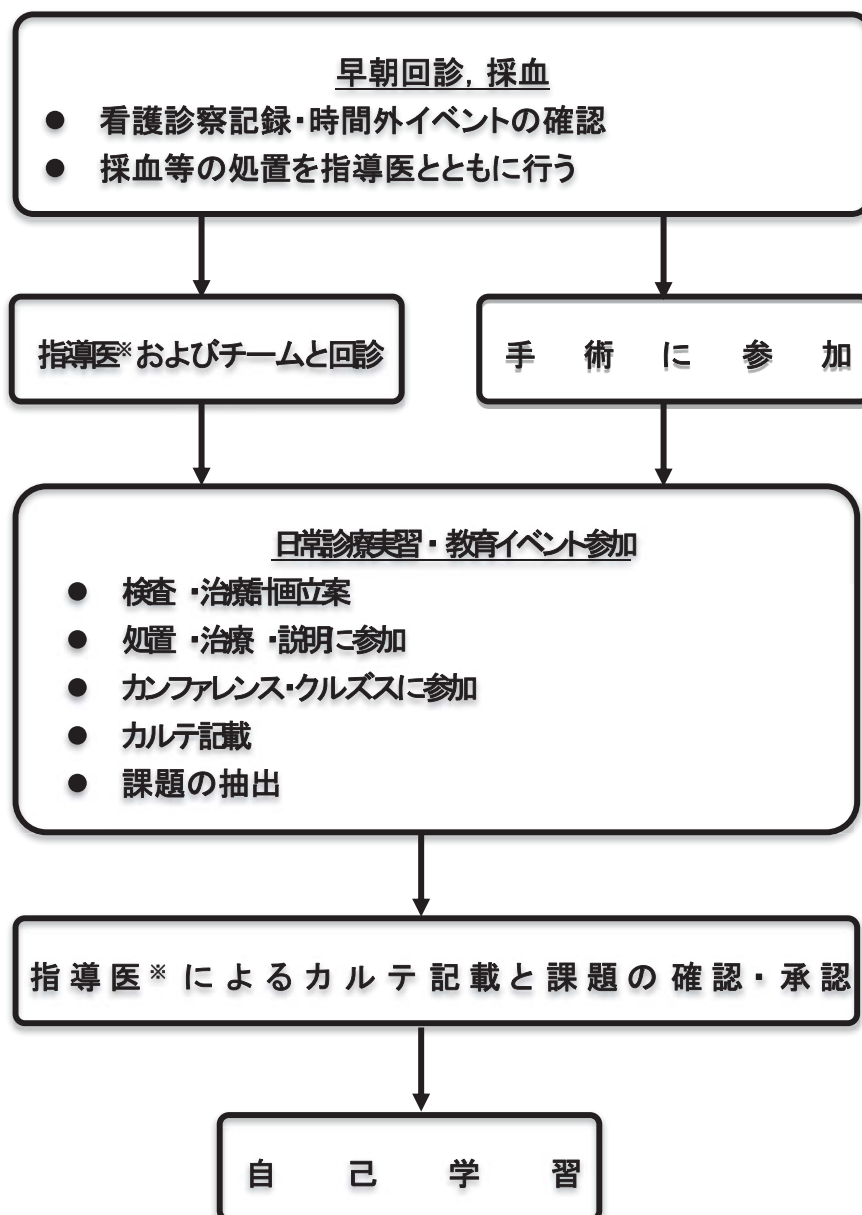 早朝回診, 採血
● 看護診察記録・時間外イベントの確認
● 採血等の処置を指導医とともに行う
指導医※およびチームと回診
手術に参加
日常診療実習・教育イベント参加
● 検査・治療計画立案
● 処置・治療・説明に参加
● カンファレンス・クルズスに参加
● カルテ記載
● 課題の抽出
指導医※によるカルテ記載と課題の確認・承認
自己学習